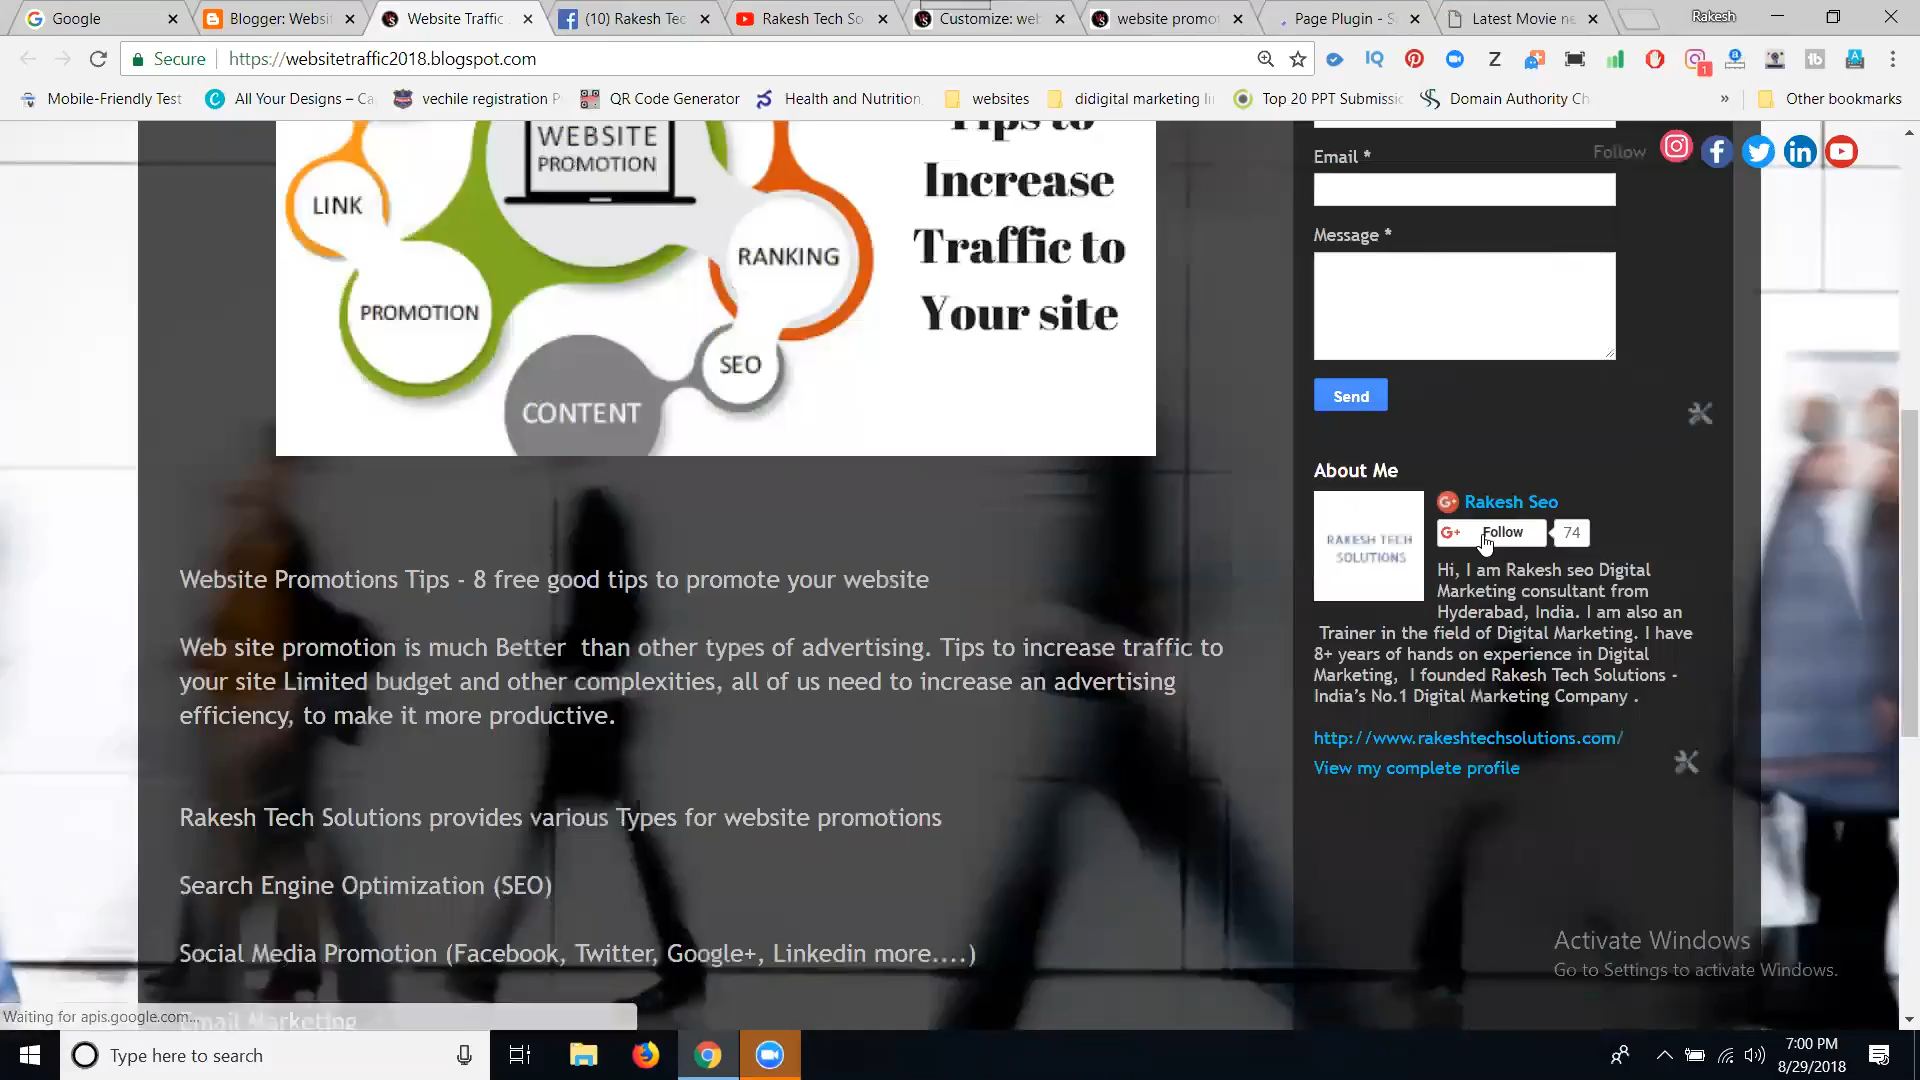 Google
Blogger: Websi
Website Traffic
(10) Rakesh Tec
Rakesh Tech So
Customize: web
website promo
Page Plugin - S
Latest Movie ne
Rakesh
Secure
https://websitetraffic2018.blogspot.com
Mobile-Friendly Test
All Your Designs – Ca
vechile registration P
QR Code Generator
Health and Nutrition
websites
didigital marketing li
Top 20 PPT Submissic
Domain Authority Ch
Other bookmarks
WEBSITE
PROMOTION
LINK
RANKING
PROMOTION
SEO
CONTENT
Tips to
Increase
Traffic to
Your site
Follow
Email *
Message *
Send
About Me
RAKESH TECH
SOLUTIONS
G+ Rakesh Seo
G+ Follow 74
Hi, I am Rakesh seo Digital
Marketing consultant from
Hyderabad, India. I am also an
Trainer in the field of Digital Marketing. I have
8+ years of hands on experience in Digital
Marketing,  I founded Rakesh Tech Solutions -
India’s No.1 Digital Marketing Company .
http://www.rakeshtechsolutions.com/
View my complete profile
Website Promotions Tips - 8 free good tips to promote your website
Web site promotion is much Better  than other types of advertising. Tips to increase traffic to
your site Limited budget and other complexities, all of us need to increase an advertising
efficiency, to make it more productive.
Rakesh Tech Solutions provides various Types for website promotions
Search Engine Optimization (SEO)
Social Media Promotion (Facebook, Twitter, Google+, Linkedin more....)
Email Marketing
Waiting for apis.google.com...
Activate Windows
Go to Settings to activate Windows.
Type here to search
7:00 PM
8/29/2018